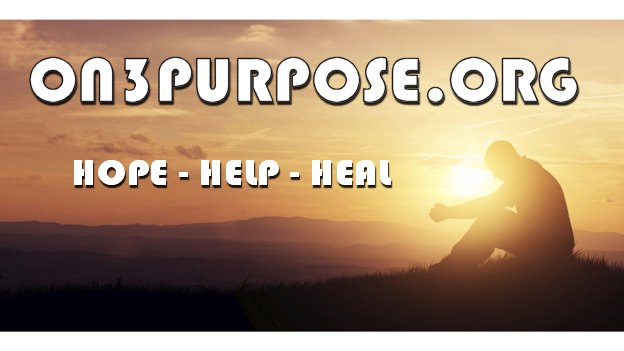 ON3PURPOSE.ORG
HOPE - HELP - HEAL